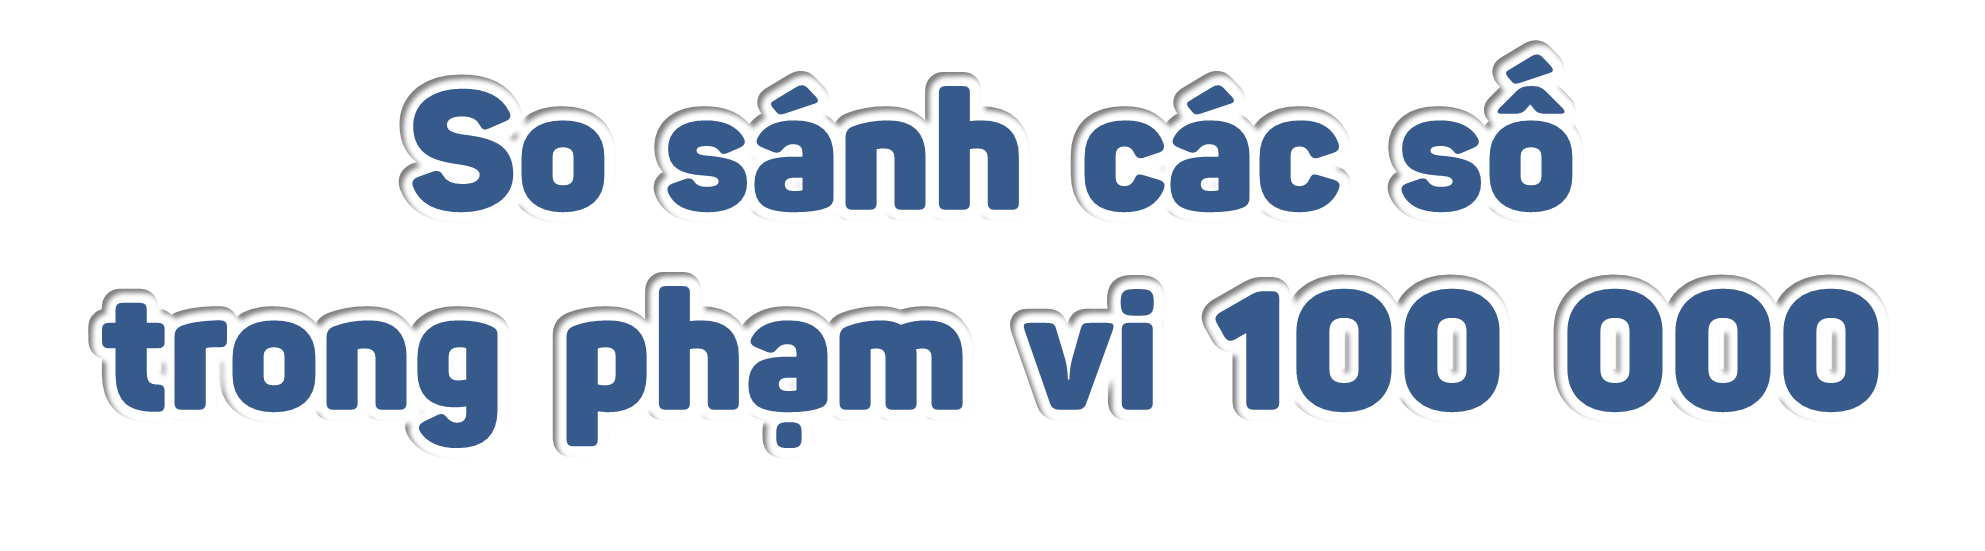 So sánh các số
trong phạm vi 100 000